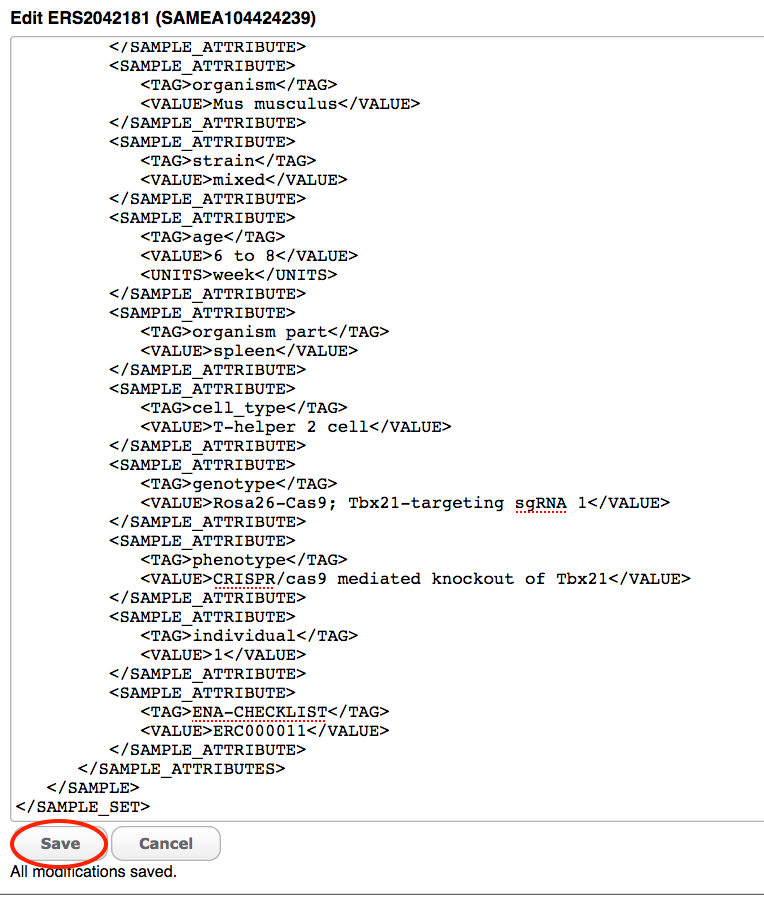 Edit ERS2042181 (SAMEA104424239)
</SAMPLE_ATTRIBUTE>
<SAMPLE_ATTRIBUTE>
<TAG>organism</TAG>
<VALUE>Mus musculus</VALUE>
</SAMPLE_ATTRIBUTE>
<SAMPLE_ATTRIBUTE>
<TAG>strain</TAG>
<VALUE>mixed</VALUE>
</SAMPLE_ATTRIBUTE>
<SAMPLE_ATTRIBUTE>
<TAG>age</TAG>
<VALUE>6 to 8</VALUE>
<UNITS>week</UNITS>
</SAMPLE_ATTRIBUTE>
<SAMPLE_ATTRIBUTE>
<TAG>organism part</TAG>
<VALUE>spleen</VALUE>
</SAMPLE_ATTRIBUTE>
<SAMPLE_ATTRIBUTE>
<TAG>cell_type</TAG>
<VALUE>T-helper 2 cell</VALUE>
</SAMPLE_ATTRIBUTE>
<SAMPLE_ATTRIBUTE>
<TAG>genotype</TAG>
<VALUE>Rosa26-Cas9; Tbx21-targeting sgRNA 1</VALUE>
</SAMPLE_ATTRIBUTE>
<SAMPLE_ATTRIBUTE>
<TAG>phenotype</TAG>
<VALUE>CRISPR/cas9 mediated knockout of Tbx21</VALUE>
</SAMPLE_ATTRIBUTE>
<SAMPLE_ATTRIBUTE>
<TAG>individual</TAG>
<VALUE>1</VALUE>
</SAMPLE_ATTRIBUTE>
<SAMPLE_ATTRIBUTE>
<TAG>ENA-CHECKLIST</TAG>
<VALUE>ERC000011</VALUE>
</SAMPLE_ATTRIBUTE>
</SAMPLE_ATTRIBUTES>
</SAMPLE>
</SAMPLE_SET>
Save Cancel
All modifications saved.